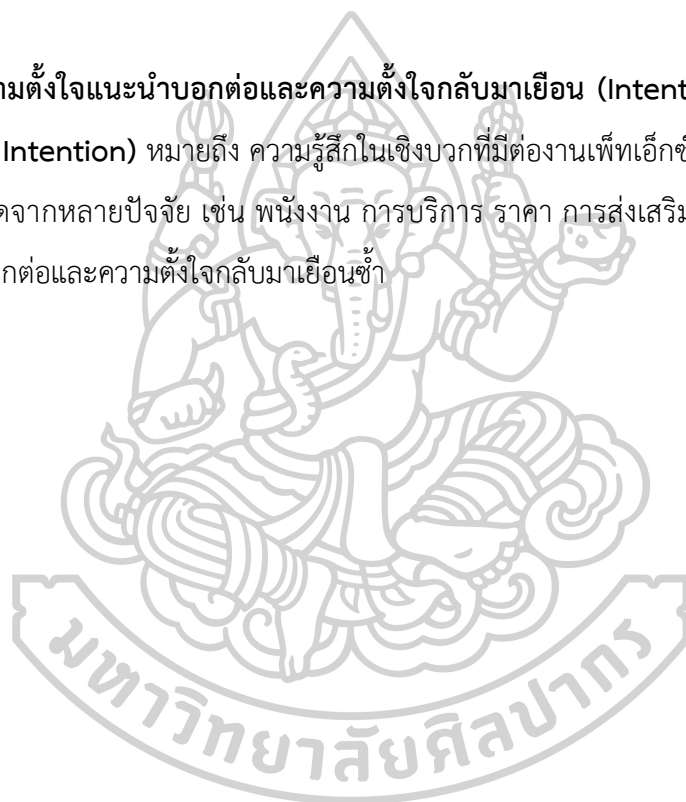 ามตั้งใจแนะนำบอกต่อและความตั้งใจกลับมาเยือน (Intent
Intention) หมายถึง ความรู้สึกในเชิงบวกที่มีต่องานเพ็ทเอ็กซ์
ดจากหลายปัจจัย เช่น พนังงาน การบริการ ราคา การส่งเสริม
กต่อและความตั้งใจกลับมาเยือนซ้ำ
มหาวิทยาลัยศิลปากร